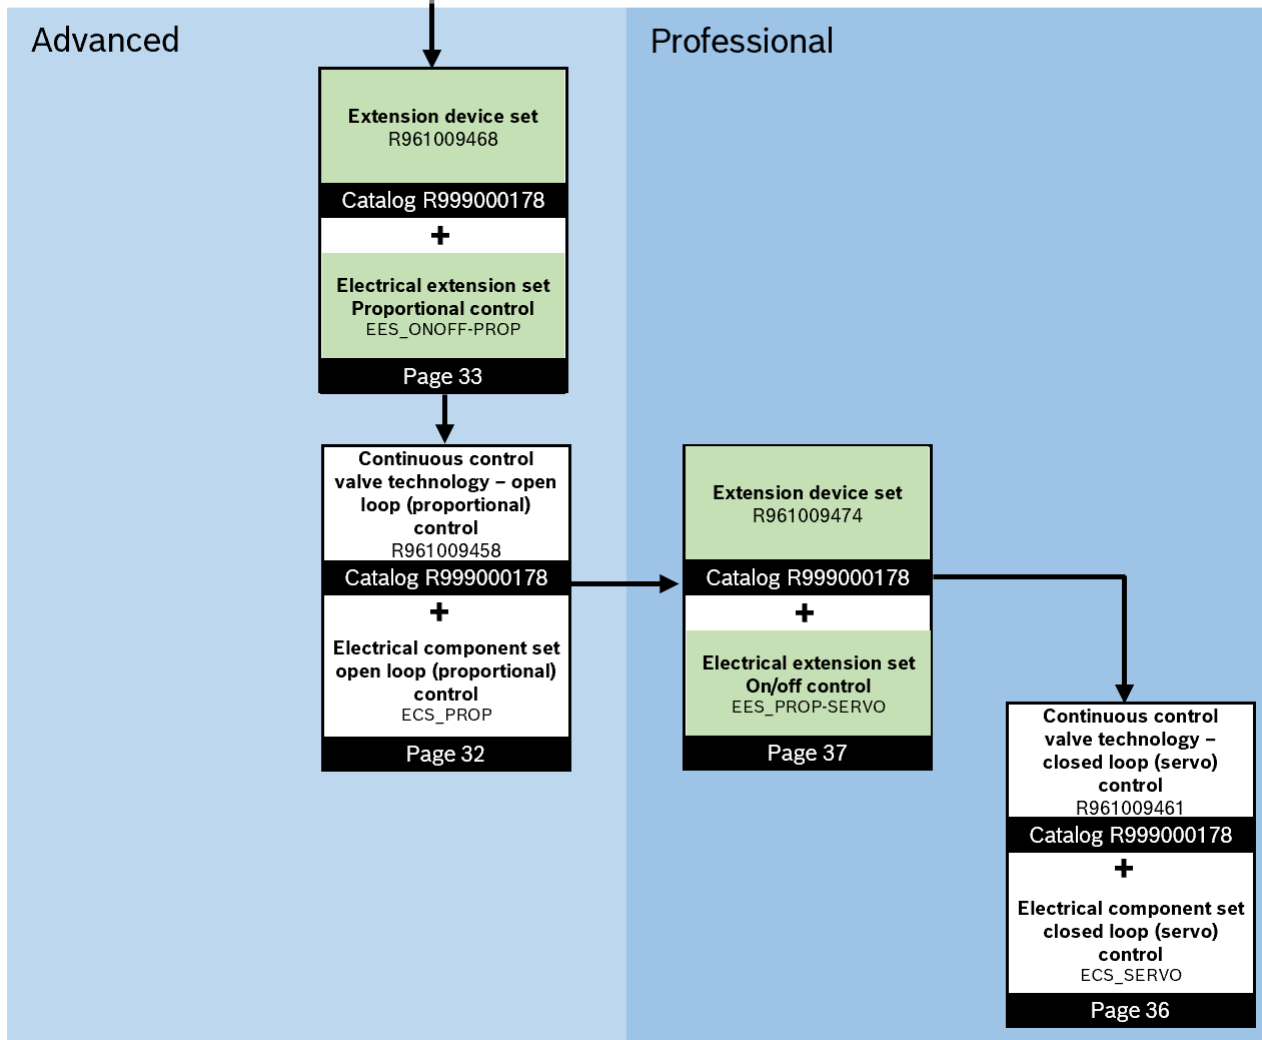 Advanced
Professional
Extension device set
R961009468
Catalog R999000178
+
Electrical extension set
Proportional control
EES_ONOFF-PROP
Page 33
Continuous control
valve technology – open
loop (proportional)
control
R961009458
Catalog R999000178
+
Electrical component set
open loop (proportional)
control
ECS_PROP
Page 32
Extension device set
R961009474
Catalog R999000178
+
Electrical extension set
On/off control
EES_PROP-SERVO
Page 37
Continuous control
valve technology –
closed loop (servo)
control
R961009461
Catalog R999000178
+
Electrical component set
closed loop (servo)
control
ECS_SERVO
Page 36